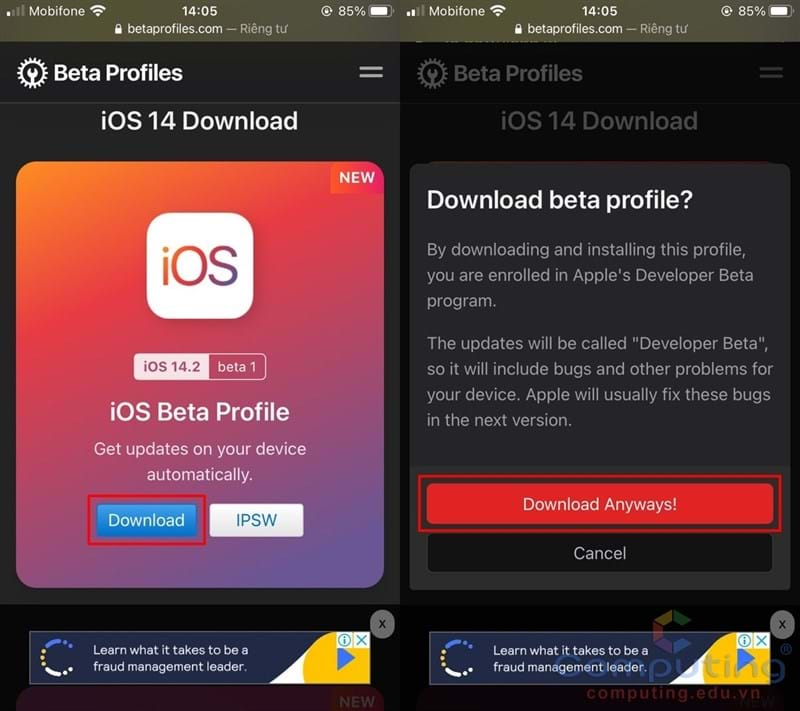 Mobifone 14:05 85%
betaprofiles.com — Riêng tư
Beta Profiles
iOS 14 Download
NEW
iOS
iOS 14.2 beta 1
iOS Beta Profile
Get updates on your device
automatically.
Download IPSW
X
Learn what it takes to be a
fraud management leader.
NEW
Mobifone 14:05 85%
betaprofiles.com — Riêng tư
Beta Profiles
iOS 14 Download
Download beta profile?
By downloading and installing this profile,
you are enrolled in Apple's Developer Beta
program.
The updates will be called "Developer Beta",
so it will include bugs and other problems for
your device. Apple will usually fix these bugs
in the next version.
Download Anyways!
Cancel
X
Learn what it takes to be a
fraud management leader.
Computing ®
computing.edu.vn
NEW